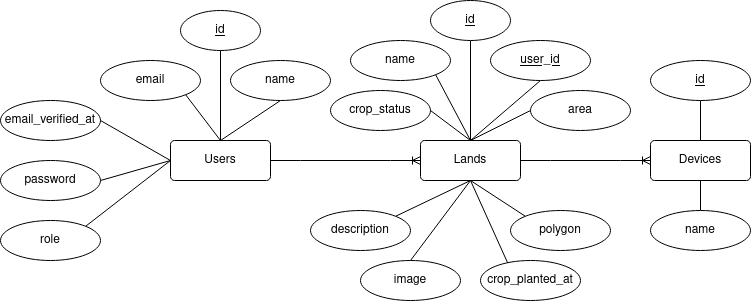 id
id
name
user_id
email
name
id
crop_status
area
email_verified_at
Users
Lands
Devices
password
role
description
polygon
name
image
crop_planted_at